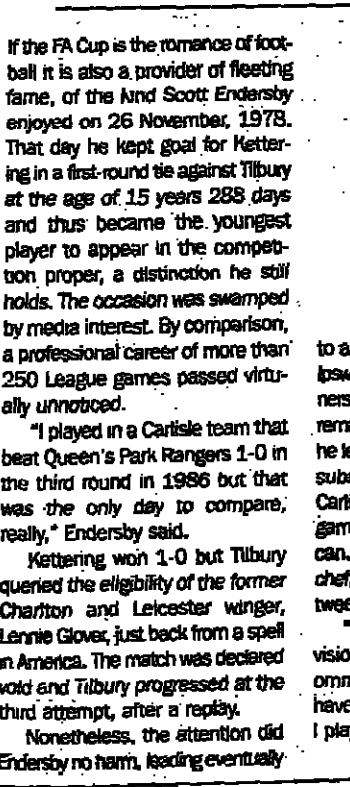 If the FA Cup is the romance of foot-
ball it is also a provider of fleeting
fame, of the kind Scott Endersby
enjoyed on 26 November, 1978.
That day he kept goal for Ketter-
ing in a first-round tie against Tilbury
at the age of 15 years 288 days
and thus became the youngest
player to appear in the competi-
tion proper, a distinction he still
holds. The occasion was swamped
by media interest. By comparison,
a professional career of more than
250 League games passed virtu-
ally unnoticed.
"I played in a Carlisle team that
beat Queen's Park Rangers 1-0 in
the third round in 1986 but that
was the only day to compare,
really," Endersby said.
Kettering won 1-0 but Tilbury
queried the eligibility of the former
Charlton and Leicester winger,
Lennie Glover, just back from a spell
in America. The match was declared
void and Tilbury progressed at the
third attempt, after a replay.
Nonetheless, the attention did
Endersby no harm, leading eventually
to a
Ipsw
ners
rem
he le
subs
Carli
gam
can.
chef
twee
visio
omm
have
I pla